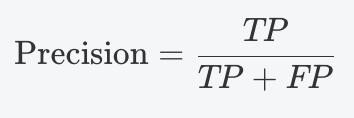 Precision = TP / TP + FP